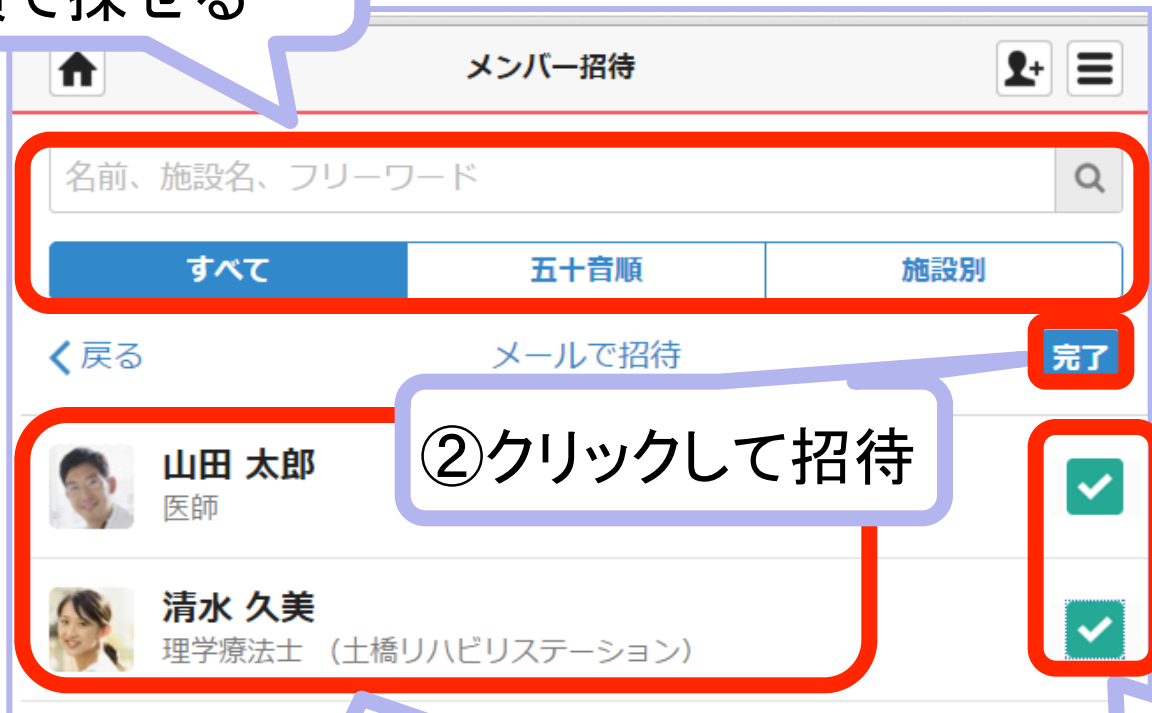 で探せる
メンバー招待
名前、施設名、フリーワード
すべて 五十音順 施設別
戻る メールで招待 完了
②クリックして招待
山田 太郎
医師
清水 久美
理学療法士 （土橋リハビリステーション）